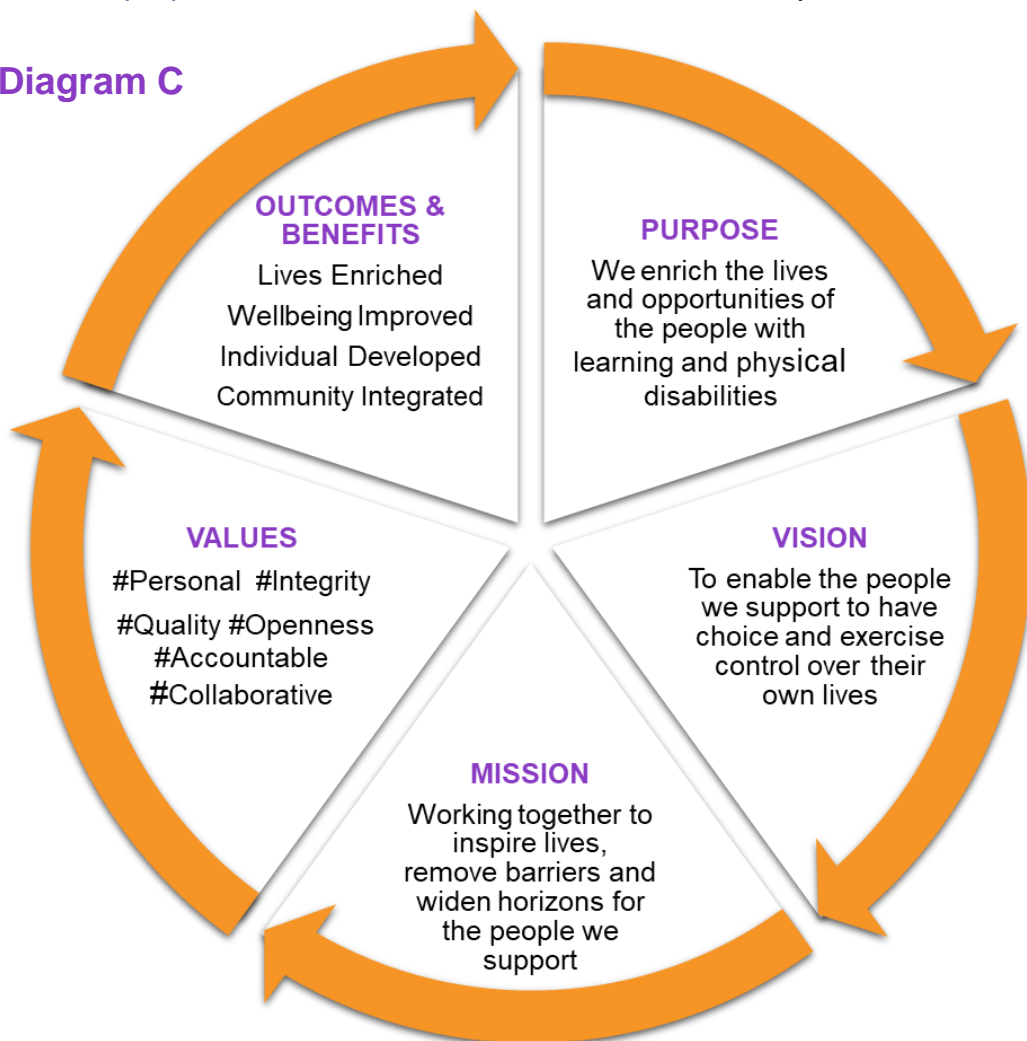 Diagram C
OUTCOMES &
BENEFITS
Lives Enriched
Wellbeing Improved
Individual Developed
Community Integrated
PURPOSE
We enrich the lives
and opportunities of
the people with
learning and physical
disabilities
VISION
To enable the people
we support to have
choice and exercise
control over their
own lives
MISSION
Working together to
inspire lives,
remove barriers and
widen horizons for
the people we
support
VALUES
#Personal #Integrity
#Quality #Openness
#Accountable
#Collaborative